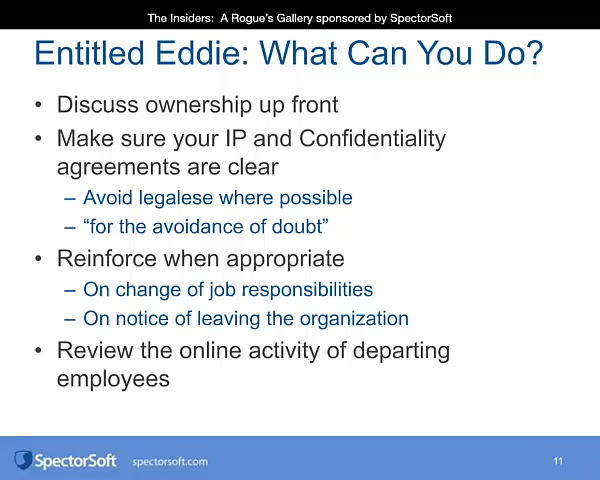 The Insiders: A Rogue's Gallery sponsored by SpectorSoft
Entitled Eddie: What Can You Do?
• Discuss ownership up front
• Make sure your IP and Confidentiality
agreements are clear
– Avoid legalese where possible
– “for the avoidance of doubt”
• Reinforce when appropriate
– On change of job responsibilities
– On notice of leaving the organization
• Review the online activity of departing
employees
SpectorSoft spectorsoft.com 11